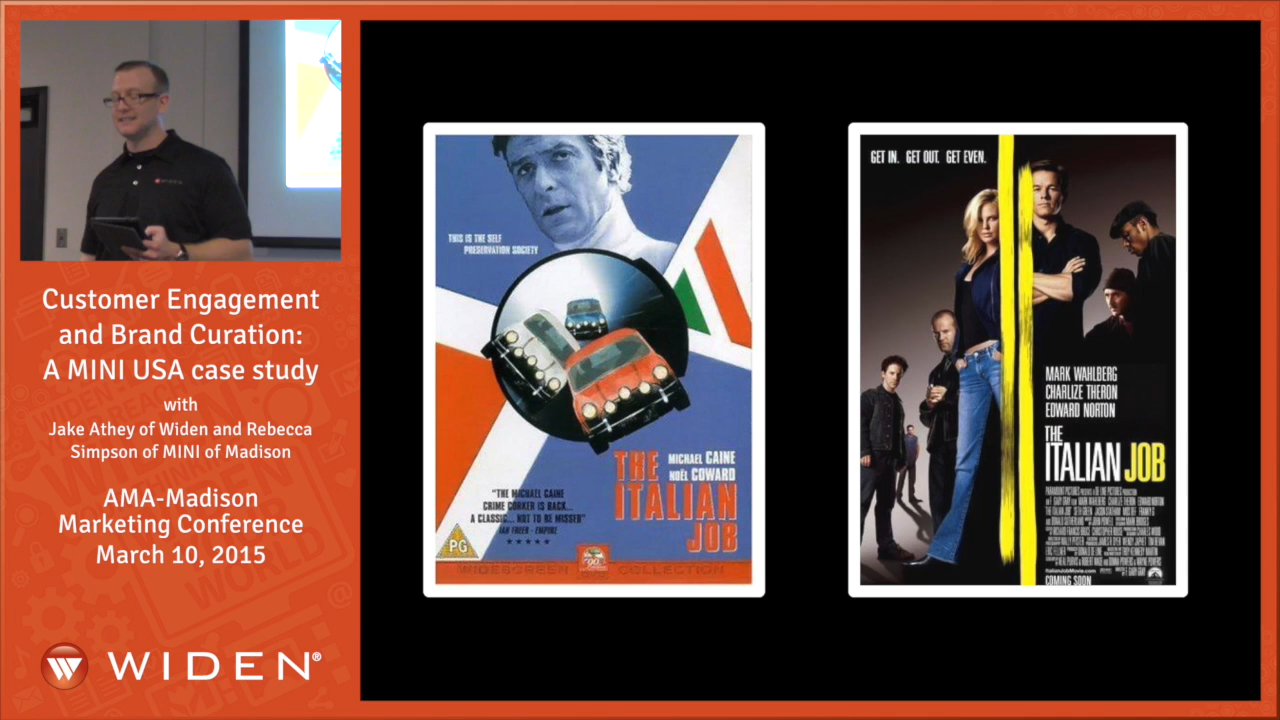 Customer Engagement
and Brand Curation:
A MINI USA case study
with
Jake Athey of Widen and Rebecca
Simpson of MINI of Madison
AMA-Madison
Marketing Conference
March 10, 2015
WIDEN®
THIS IS THE SELF
PRESERVATION SOCIETY
THE
ITALIAN
JOB
MICHAEL CAINE
NOËL COWARD
"THE MICHAEL CAINE
CRIME CORKER IS BACK...
A CLASSIC... NOT TO BE MISSED"
IAN FREER - EMPIRE
PG
WIDESCREEN COLLECTION
GET IN. GET OUT. GET EVEN.
MARK WAHLBERG
CHARLIZE THERON
EDWARD NORTON
THE
ITALIAN JOB
COMING SOON